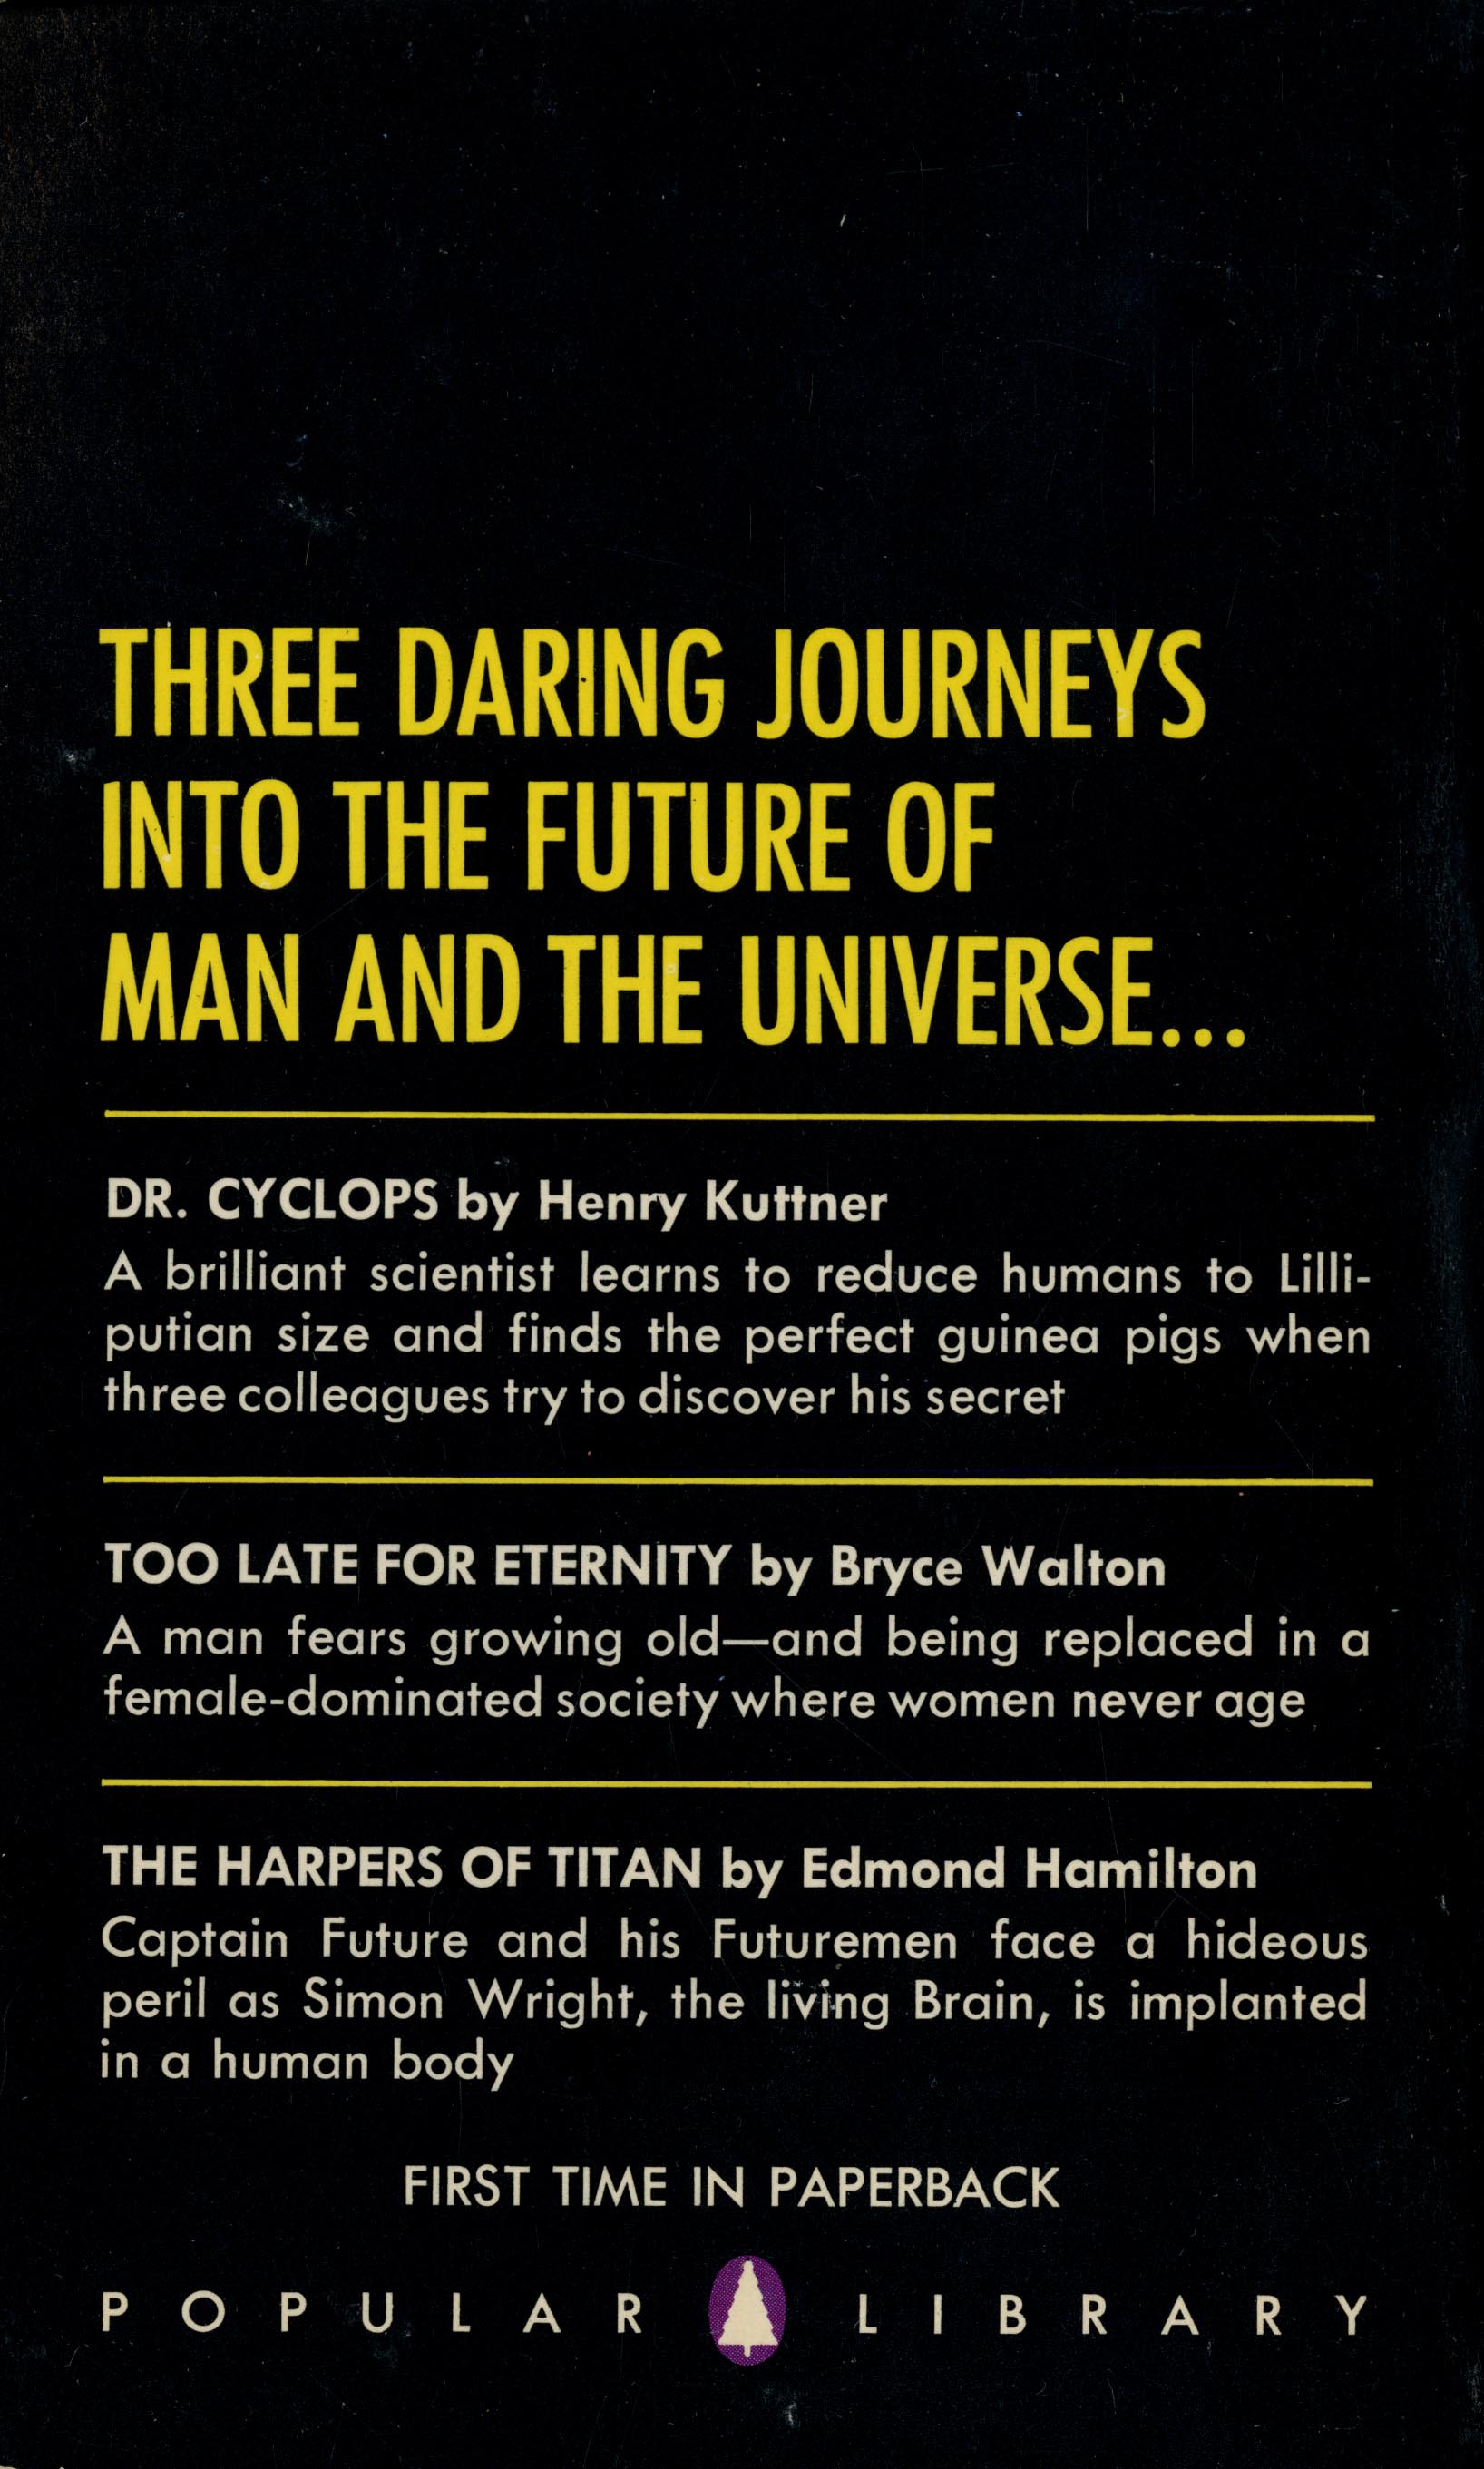 THREE DARING JOURNEYS
INTO THE FUTURE OF
MAN AND THE UNIVERSE...
DR. CYCLOPS by Henry Kuttner
A brilliant scientist learns to reduce humans to Lilli-
putian size and finds the perfect guinea pigs when
three colleagues try to discover his secret
TOO LATE FOR ETERNITY by Bryce Walton
A man fears growing old—and being replaced in a
female-dominated society where women never age
THE HARPERS OF TITAN by Edmond Hamilton
Captain Future and his Futuremen face a hideous
peril as Simon Wright, the living Brain, is implanted
in a human body
FIRST TIME IN PAPERBACK
POPULAR LIBRARY